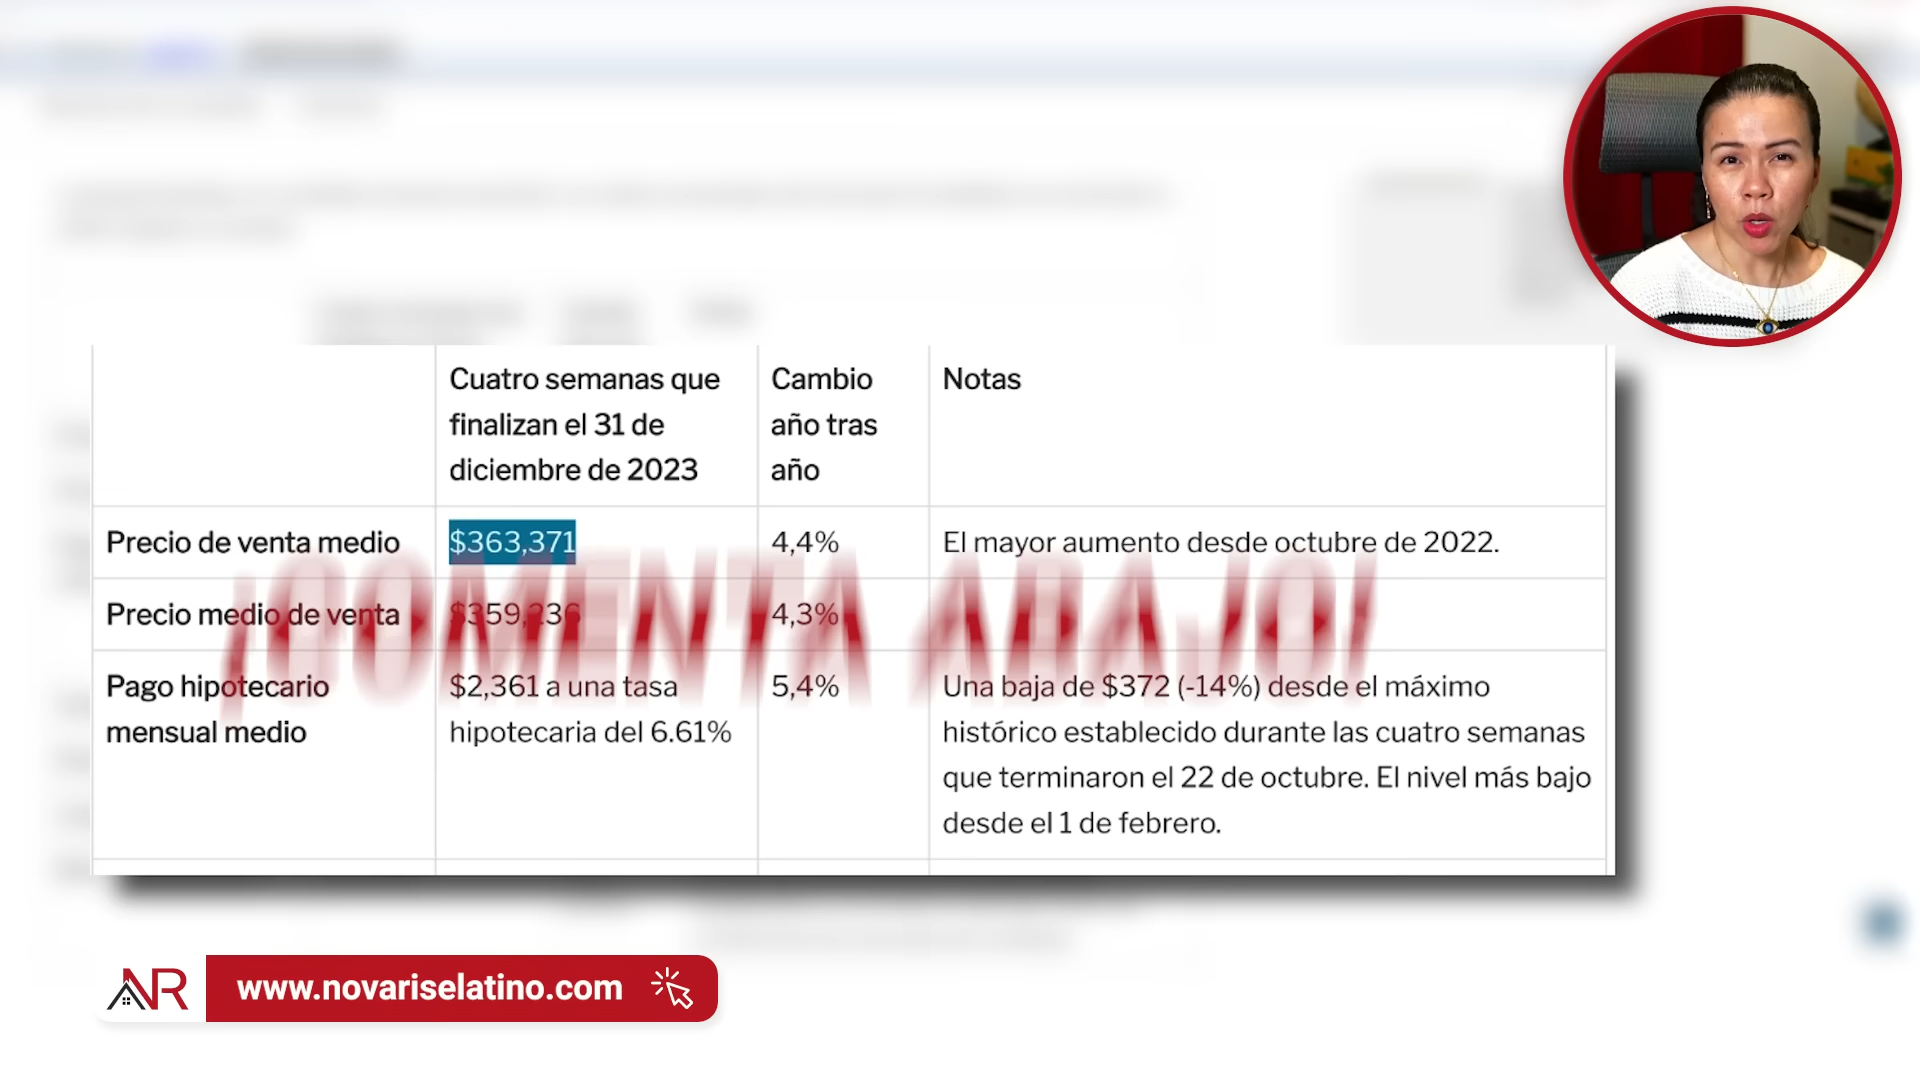 Cuatro semanas que
finalizan el 31 de
diciembre de 2023
Cambio
año tras
año
Notas
Precio de venta medio
$363,371
4,4%
El mayor aumento desde octubre de 2022.
Precio medio de venta
$359,236
4,3%
¡COMENTA ABAJO!
Pago hipotecario
mensual medio
$2,361 a una tasa
hipotecaria del 6.61%
5,4%
Una baja de $372 (-14%) desde el máximo
histórico establecido durante las cuatro semanas
que terminaron el 22 de octubre. El nivel más bajo
desde el 1 de febrero.
NR
www.novariselatino.com